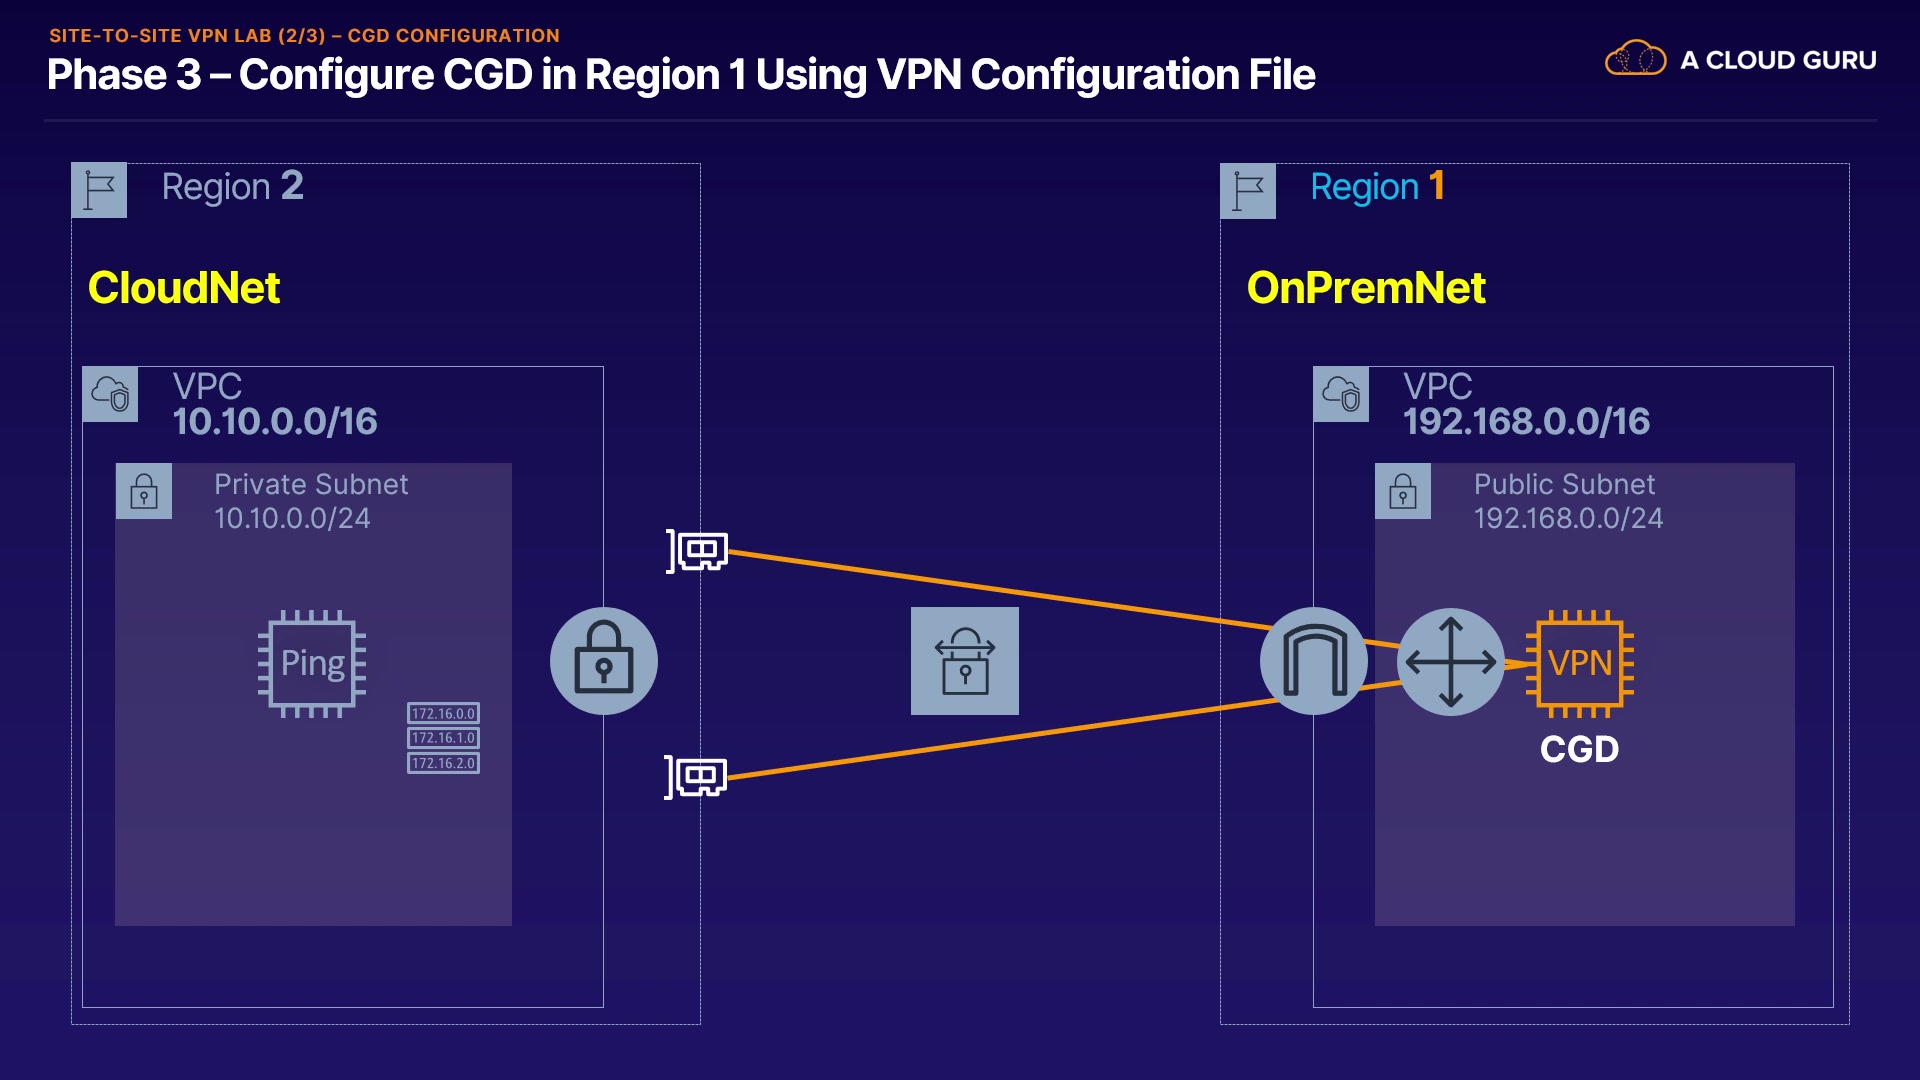 SITE-TO-SITE VPN LAB (2/3) – CGD CONFIGURATION
Phase 3 – Configure CGD in Region 1 Using VPN Configuration File
A CLOUD GURU
Region 2
CloudNet
VPC
10.10.0.0/16
Private Subnet
10.10.0.0/24
Ping
172.16.0.0
172.16.1.0
172.16.2.0
Region 1
OnPremNet
VPC
192.168.0.0/16
Public Subnet
192.168.0.0/24
VPN
CGD